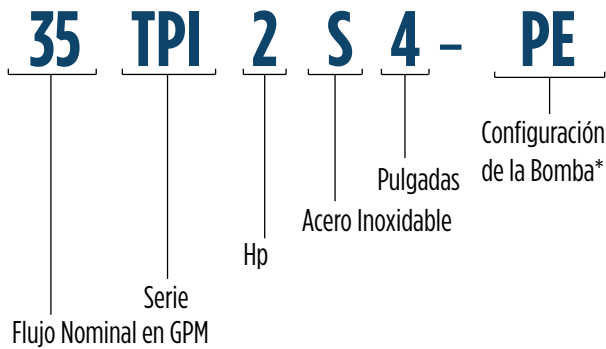 35 TPI 2 S 4 – PE
Configuración
de la Bomba*
Pulgadas
Acero Inoxidable
Hp
Serie
Flujo Nominal en GPM